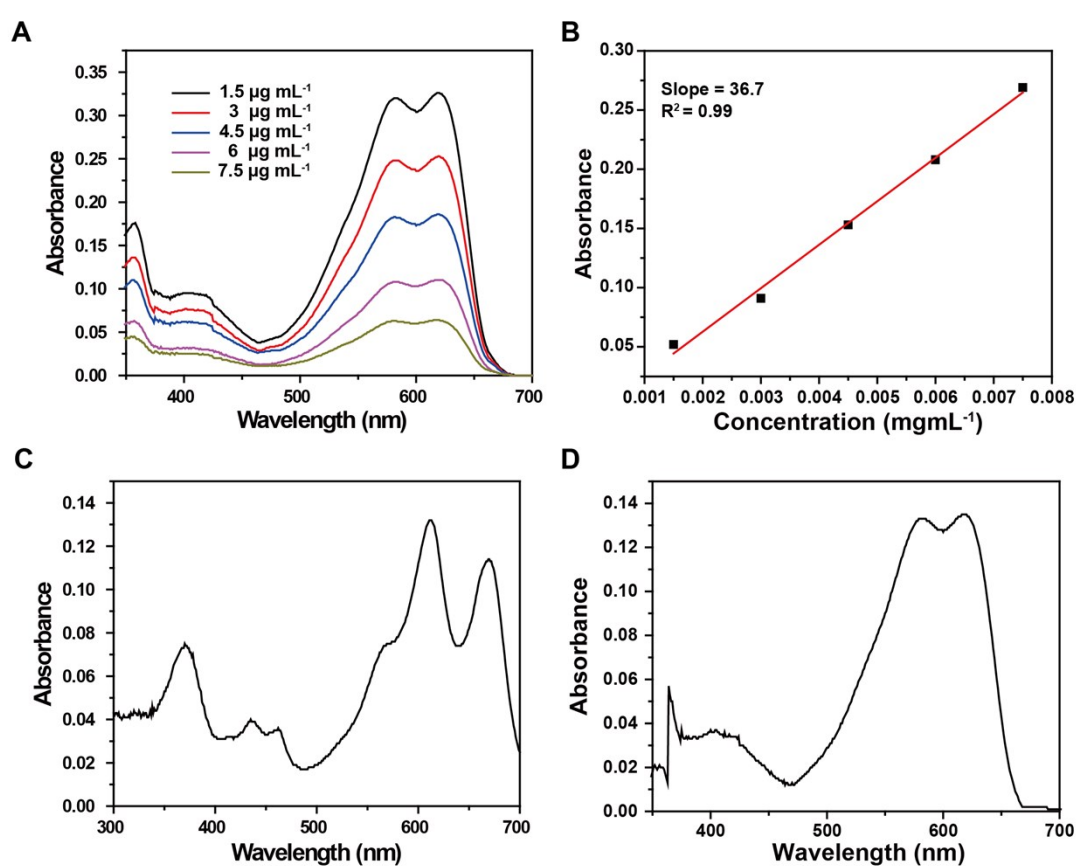 A
0.35
0.30
0.25
0.20
0.15
0.10
0.05
0.00
Absorbance
1.5 µg mL⁻¹
3 µg mL⁻¹
4.5 µg mL⁻¹
6 µg mL⁻¹
7.5 µg mL⁻¹
400 500 600 700
Wavelength (nm)
B
0.30
0.25
0.20
0.15
0.10
0.05
Absorbance
Slope = 36.7
R² = 0.99
0.001 0.002 0.003 0.004 0.005 0.006 0.007 0.008
Concentration (mgmL⁻¹)
C
0.14
0.12
0.10
0.08
0.06
0.04
0.02
0.00
Absorbance
300 400 500 600 700
Wavelength (nm)
D
0.14
0.12
0.10
0.08
0.06
0.04
0.02
0.00
Absorbance
400 500 600 700
Wavelength (nm)